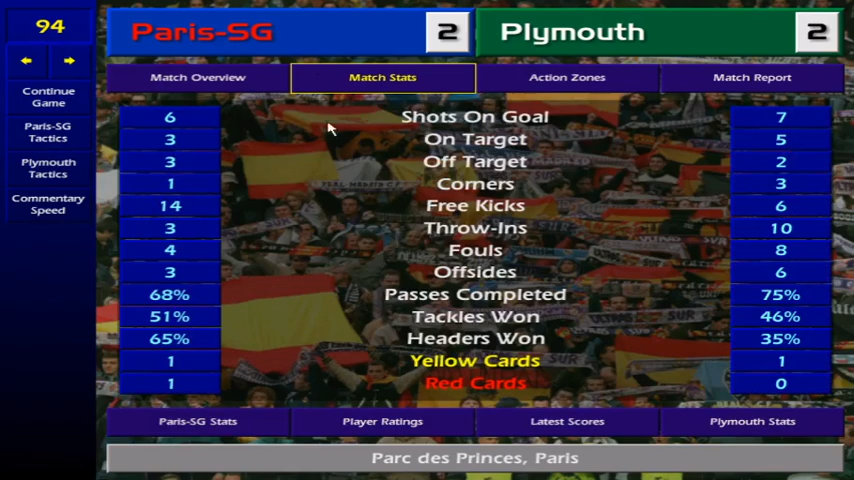 94
Paris-SG 2 Plymouth 2
Match Overview Match Stats Action Zones Match Report
Continue Game
Paris-SG Tactics
Plymouth Tactics
Commentary Speed
6 Shots On Goal 7
3 On Target 5
3 Off Target 2
1 Corners 3
14 Free Kicks 6
3 Throw-Ins 10
4 Fouls 8
3 Offsides 6
68% Passes Completed 75%
51% Tackles Won 46%
65% Headers Won 35%
1 Yellow Cards 1
1 Red Cards 0
Paris-SG Stats Player Ratings Latest Scores Plymouth Stats
Parc des Princes, Paris